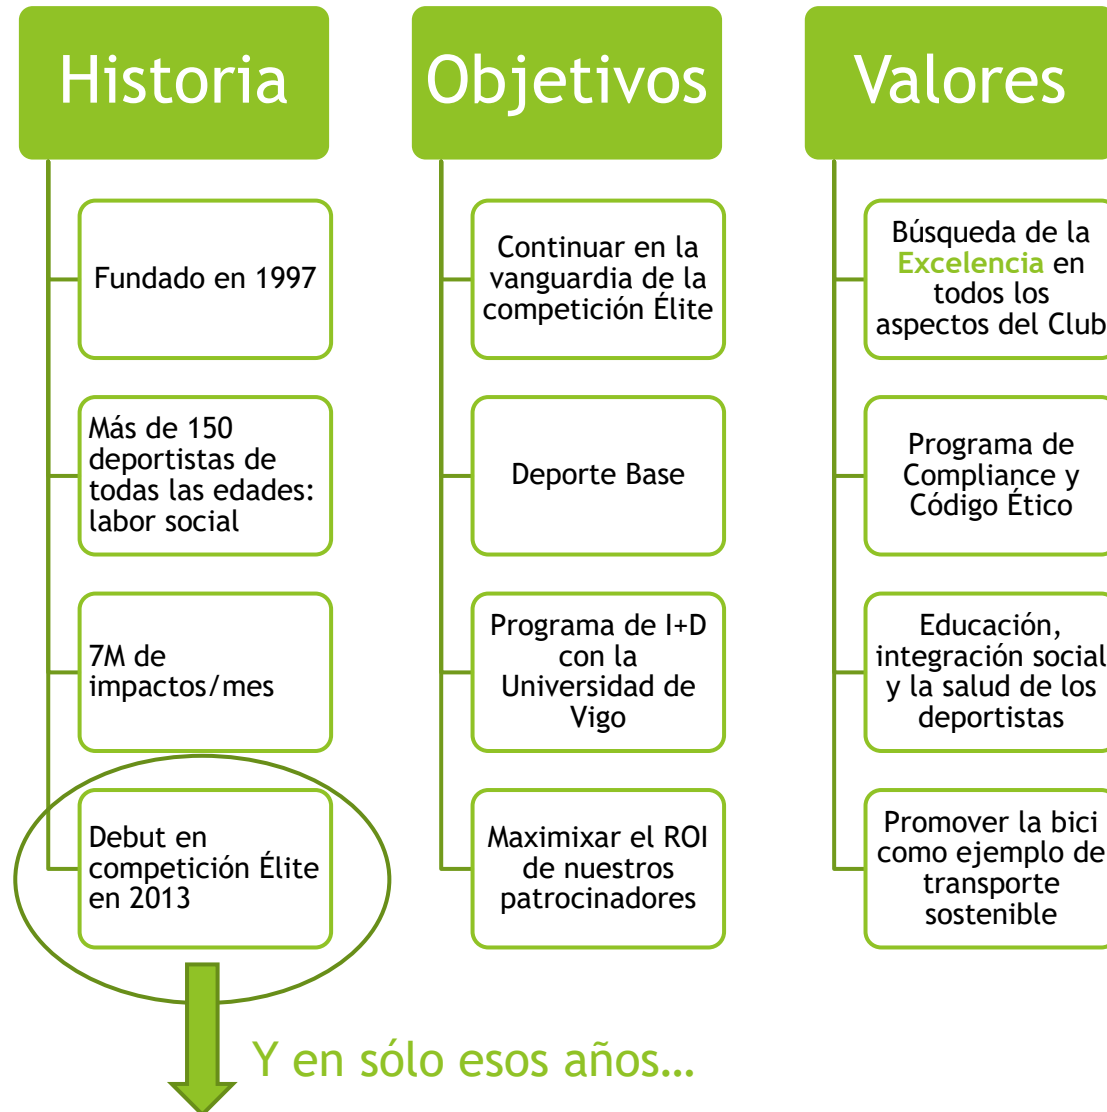 Historia
Fundado en 1997
Más de 150
deportistas de
todas las edades:
labor social
7M de
impactos/mes
Debut en
competición Élite
en 2013
Objetivos
Continuar en la
vanguardia de la
competición Élite
Deporte Base
Programa de I+D
con la
Universidad de
Vigo
Maximixar el ROI
de nuestros
patrocinadores
Valores
Búsqueda de la
Excelencia en
todos los
aspectos del Club
Programa de
Compliance y
Código Ético
Educación,
integración social
y la salud de los
deportistas
Promover la bici
como ejemplo de
transporte
sostenible
Y en sólo esos años…